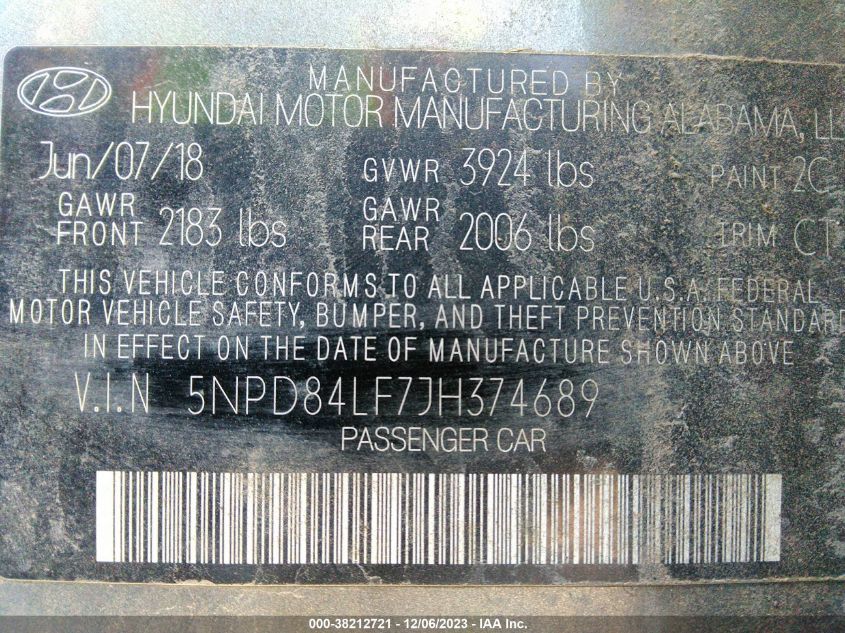 MANUFACTURED BY
HYUNDAI MOTOR MANUFACTURING ALABAMA, LL
Jun/07/18 GVWR 3924 lbs PAINT 2C
GAWR FRONT 2183 lbs GAWR REAR 2006 lbs TRIM CT
THIS VEHICLE CONFORMS TO ALL APPLICABLE U.S.A. FEDERAL
MOTOR VEHICLE SAFETY, BUMPER, AND THEFT PREVENTION STANDARD
IN EFFECT ON THE DATE OF MANUFACTURE SHOWN ABOVE
V.I.N 5NPD84LF7JH374689
PASSENGER CAR
000-38212721 - 12/06/2023 - IAA Inc.